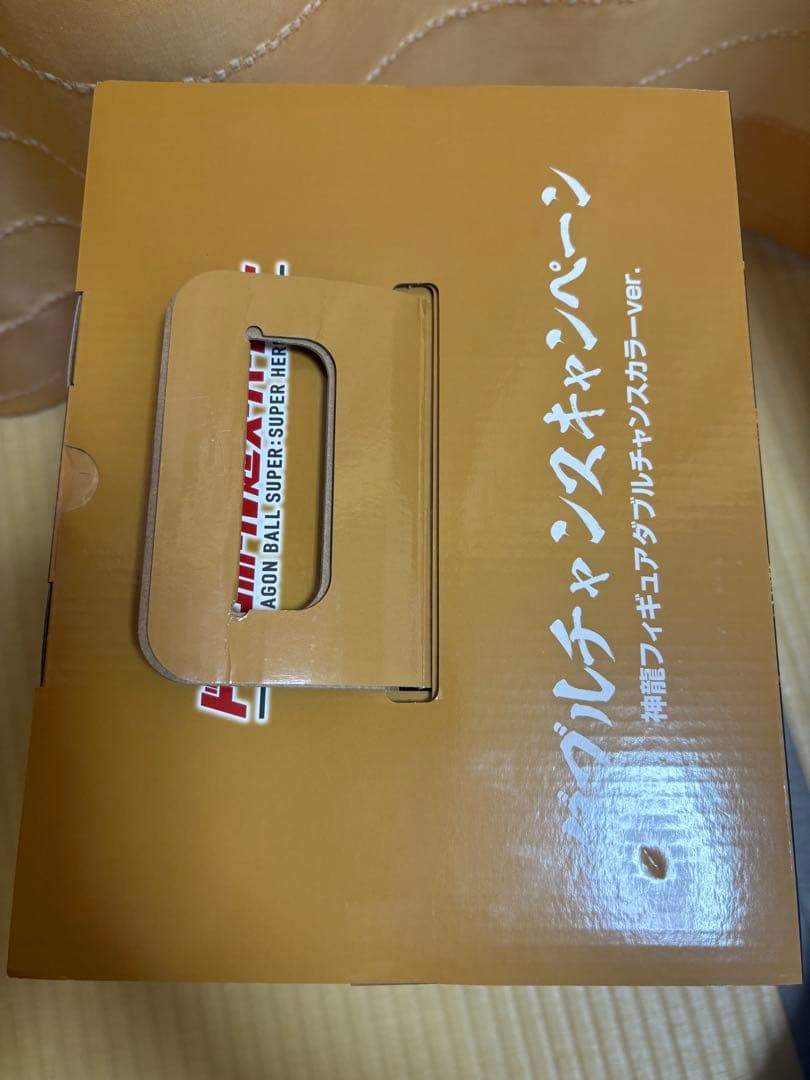 AGON BALL SUPER:SUPER HER
ダブルチャンスキャンペーン
神龍フィギュアダブルチャンスカラーver.